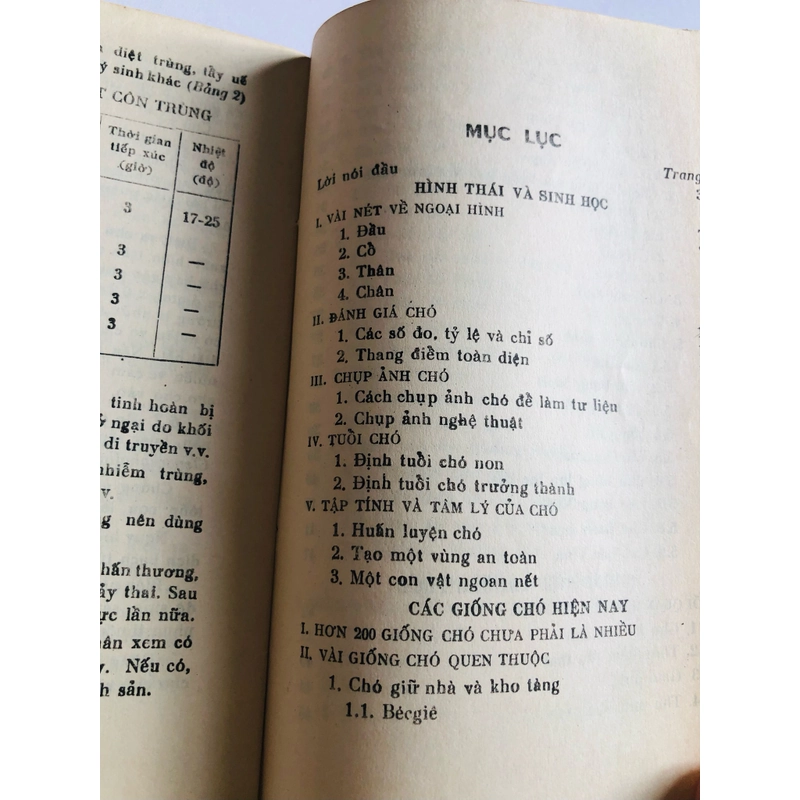 diệt trùng, tẩy uế
ý sinh khác (Bảng 2)
T CÔN TRÙNG
Thời gian tiếp xúc (giờ)
Nhiệt độ (độ)
3 17-25
3 —
3 —
3 —
3 —
tinh hoàn bị
ngại do khối
di truyền v.v.
nhiễm trùng,
v.
g nên dùng
hấn thương,
ảy thai. Sau
ực lần nữa.
ân xem có
v. Nếu có,
h sản.
MỤC LỤC
Trang
Lời nói đầu 3
HÌNH THÁI VÀ SINH HỌC
I. VÀI NÉT VỀ NGOẠI HÌNH
1. Đầu
2. Cổ
3. Thân
4. Chân
II. ĐÁNH GIÁ CHÓ
1. Các số đo, tỷ lệ và chỉ số
2. Thang điểm toàn diện
III. CHỤP ẢNH CHÓ
1. Cách chụp ảnh chó để làm tư liệu
2. Chụp ảnh nghệ thuật
IV. TUỔI CHÓ
1. Định tuổi chó non
2. Định tuổi chó trưởng thành
V. TẬP TÍNH VÀ TÂM LÝ CỦA CHÓ
1. Huấn luyện chó
2. Tạo một vùng an toàn
3. Một con vật ngoan nết
CÁC GIỐNG CHÓ HIỆN NAY
I. HƠN 200 GIỐNG CHÓ CHƯA PHẢI LÀ NHIỀU
II. VÀI GIỐNG CHÓ QUEN THUỘC
1. Chó giữ nhà và kho tàng
1.1. Bécgiê